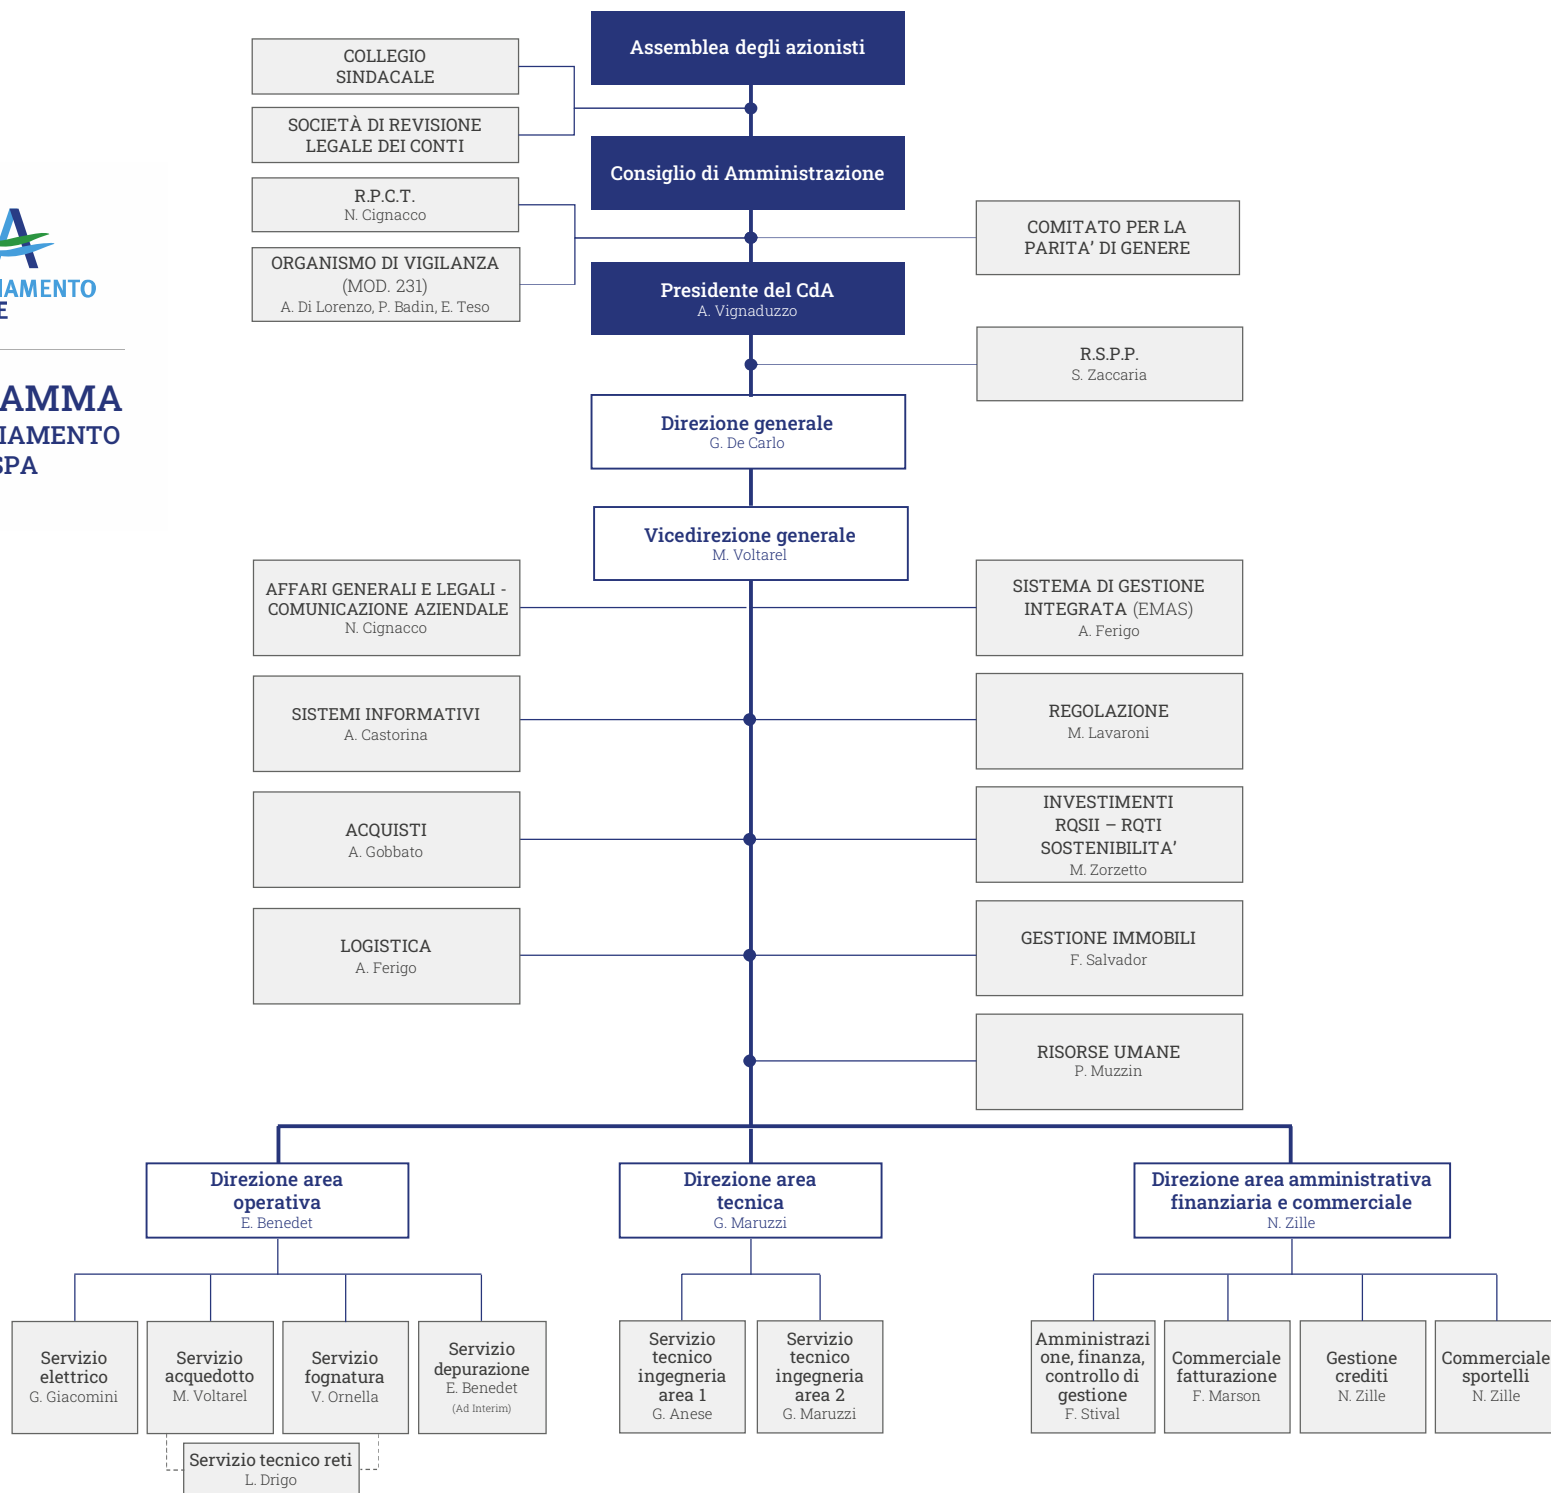 Assemblea degli azionisti
COLLEGIO
SINDACALE
SOCIETÀ DI REVISIONE
LEGALE DEI CONTI
Consiglio di Amministrazione
R.P.C.T.
N. Cignacco
ORGANISMO DI VIGILANZA
(MOD. 231)
A. Di Lorenzo, P. Badin, E. Teso
COMITATO PER LA
PARITA’ DI GENERE
Presidente del CdA
A. Vignaduzzo
IAMENTO
E
AMMA
IAMENTO
SPA
R.S.P.P.
S. Zaccaria
Direzione generale
G. De Carlo
Vicedirezione generale
M. Voltarel
AFFARI GENERALI E LEGALI -
COMUNICAZIONE AZIENDALE
N. Cignacco
SISTEMA DI GESTIONE
INTEGRATA (EMAS)
A. Ferigo
SISTEMI INFORMATIVI
A. Castorina
REGOLAZIONE
M. Lavaroni
ACQUISTI
A. Gobbato
INVESTIMENTI
RQSII – RQTI
SOSTENIBILITA’
M. Zorzetto
LOGISTICA
A. Ferigo
GESTIONE IMMOBILI
F. Salvador
RISORSE UMANE
P. Muzzin
Direzione area
operativa
E. Benedet
Direzione area
tecnica
G. Maruzzi
Direzione area amministrativa
finanziaria e commerciale
N. Zille
Servizio
elettrico
G. Giacomini
Servizio
acquedotto
M. Voltarel
Servizio
fognatura
V. Ornella
Servizio
depurazione
E. Benedet
(Ad Interim)
Servizio tecnico reti
L. Drigo
Servizio
tecnico
ingegneria
area 1
G. Anese
Servizio
tecnico
ingegneria
area 2
G. Maruzzi
Amministrazi
one, finanza,
controllo di
gestione
F. Stival
Commerciale
fatturazione
F. Marson
Gestione
crediti
N. Zille
Commerciale
sportelli
N. Zille